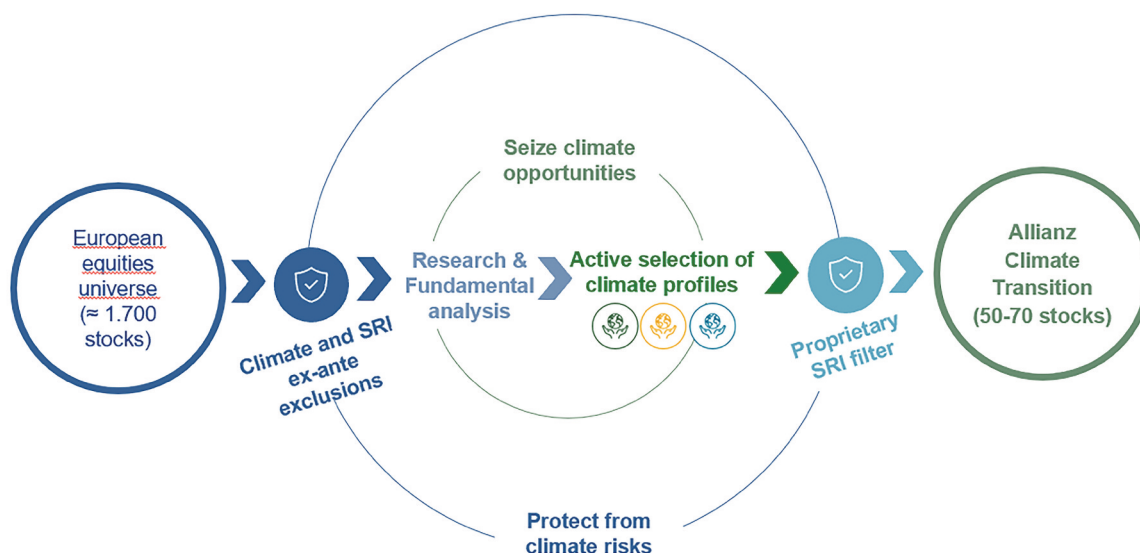 European
equities
universe
(≈ 1.700
stocks)
Climate and SRI
ex-ante
exclusions
Seize climate
opportunities
Research &
Fundamental
analysis
Active selection of
climate profiles
Proprietary
SRI filter
Allianz
Climate
Transition
(50-70 stocks)
Protect from
climate risks